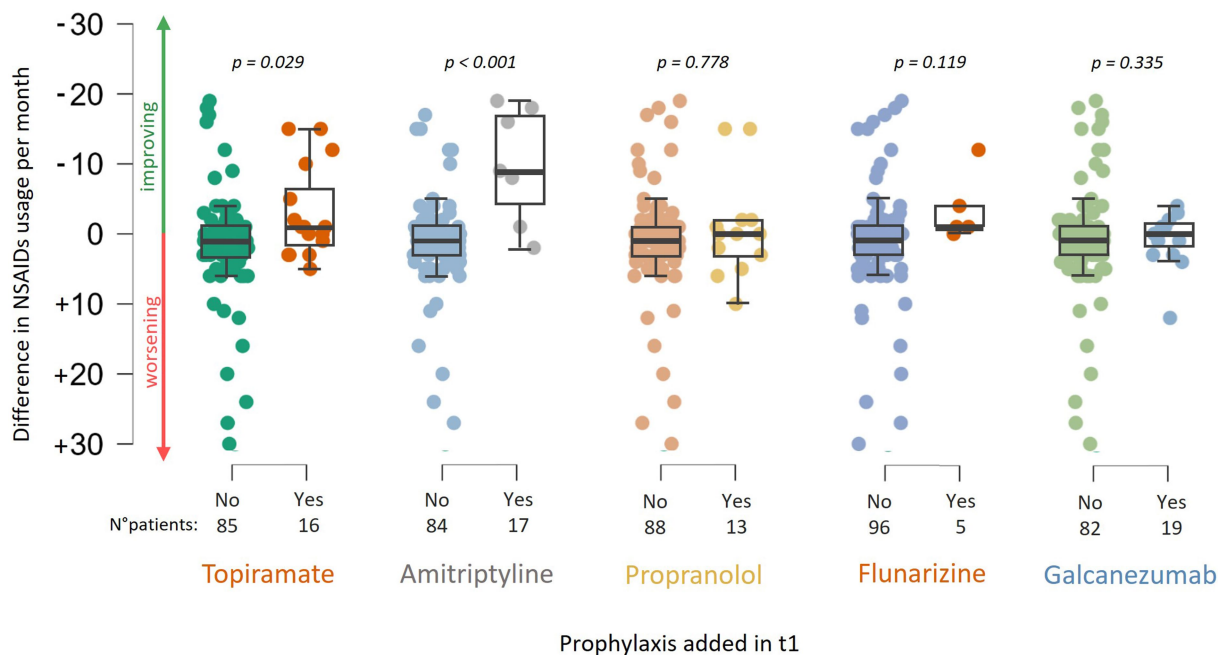 -30
-20
-10
0
+10
+20
+30
Difference in NSAIDs usage per month
improving
worsening
p = 0.029
p < 0.001
p = 0.778
p = 0.119
p = 0.335
No Yes No Yes No Yes No Yes No Yes
N°patients: 85 16 84 17 88 13 96 5 82 19
Topiramate Amitriptyline Propranolol Flunarizine Galcanezumab
Prophylaxis added in t1